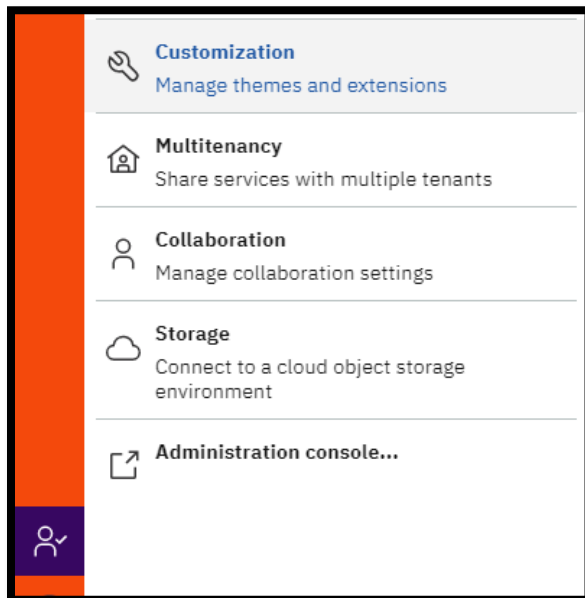 Customization
Manage themes and extensions
Multitenancy
Share services with multiple tenants
Collaboration
Manage collaboration settings
Storage
Connect to a cloud object storage
environment
Administration console...